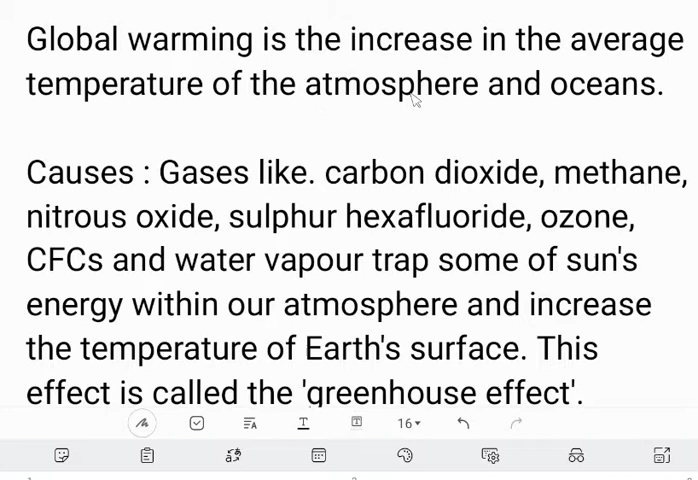 Global warming is the increase in the average
temperature of the atmosphere and oceans.
Causes : Gases like. carbon dioxide, methane,
nitrous oxide, sulphur hexafluoride, ozone,
CFCs and water vapour trap some of sun's
energy within our atmosphere and increase
the temperature of Earth's surface. This
effect is called the 'greenhouse effect'.
16